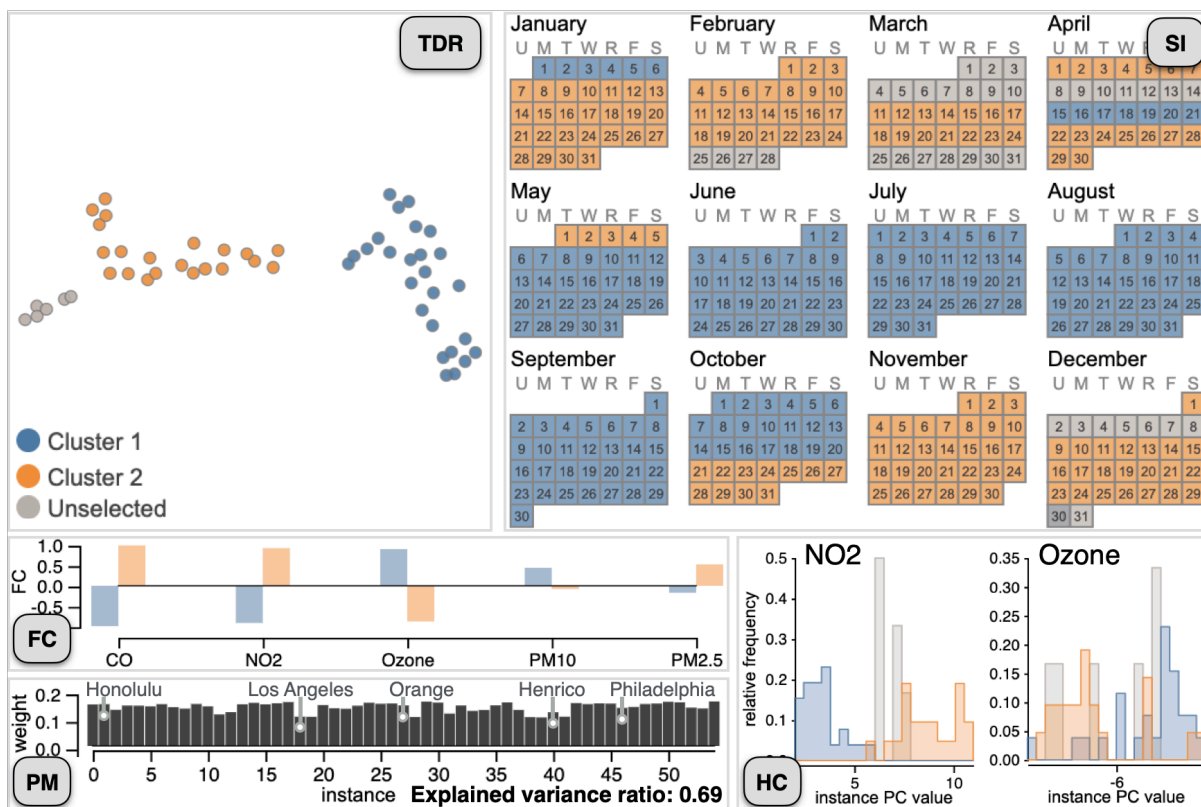 TDR
Cluster 1
Cluster 2
Unselected
SI
January February March April
U M T W R F S U M T W R F S U M T W R F S U M T W
1 2 3 4 5 6 1 2 3 1 2 3 1 2 3 4 5 6 7
7 8 9 10 11 12 13 4 5 6 7 8 9 10 4 5 6 7 8 9 10 8 9 10 11 12 13 14
14 15 16 17 18 19 20 11 12 13 14 15 16 17 11 12 13 14 15 16 17 15 16 17 18 19 20 21
21 22 23 24 25 26 27 18 19 20 21 22 23 24 18 19 20 21 22 23 24 22 23 24 25 26 27 28
28 29 30 31 25 26 27 28 25 26 27 28 29 30 31 29 30
May June July August
U M T W R F S U M T W R F S U M T W R F S U M T W R F S
1 2 3 4 5 1 2 1 2 3 4 5 6 7 1 2 3 4
6 7 8 9 10 11 12 3 4 5 6 7 8 9 8 9 10 11 12 13 14 5 6 7 8 9 10 11
13 14 15 16 17 18 19 10 11 12 13 14 15 16 15 16 17 18 19 20 21 12 13 14 15 16 17 18
20 21 22 23 24 25 26 17 18 19 20 21 22 23 22 23 24 25 26 27 28 19 20 21 22 23 24 25
27 28 29 30 31 24 25 26 27 28 29 30 29 30 31 26 27 28 29 30 31
September October November December
U M T W R F S U M T W R F S U M T W R F S U M T W R F S
1 1 2 3 4 5 6 1 2 3 1
2 3 4 5 6 7 8 7 8 9 10 11 12 13 4 5 6 7 8 9 10 2 3 4 5 6 7 8
9 10 11 12 13 14 15 14 15 16 17 18 19 20 11 12 13 14 15 16 17 9 10 11 12 13 14 15
16 17 18 19 20 21 22 21 22 23 24 25 26 27 18 19 20 21 22 23 24 16 17 18 19 20 21 22
23 24 25 26 27 28 29 28 29 30 31 25 26 27 28 29 30 23 24 25 26 27 28 29
30 30 31
FC
1.0
0.5
0.0
-0.5
FC
CO NO2 Ozone PM10 PM2.5
Honolulu Los Angeles Orange Henrico Philadelphia
weight
0.2
0.1
0.0
PM
0 5 10 15 20 25 30 35 40 45 50
instance Explained variance ratio: 0.69
NO2
relative frequency
0.5
0.4
0.3
0.2
0.1
5 10
instance PC value
HC
Ozone
0.35
0.30
0.25
0.20
0.15
0.10
0.05
0.00
-6
instance PC value